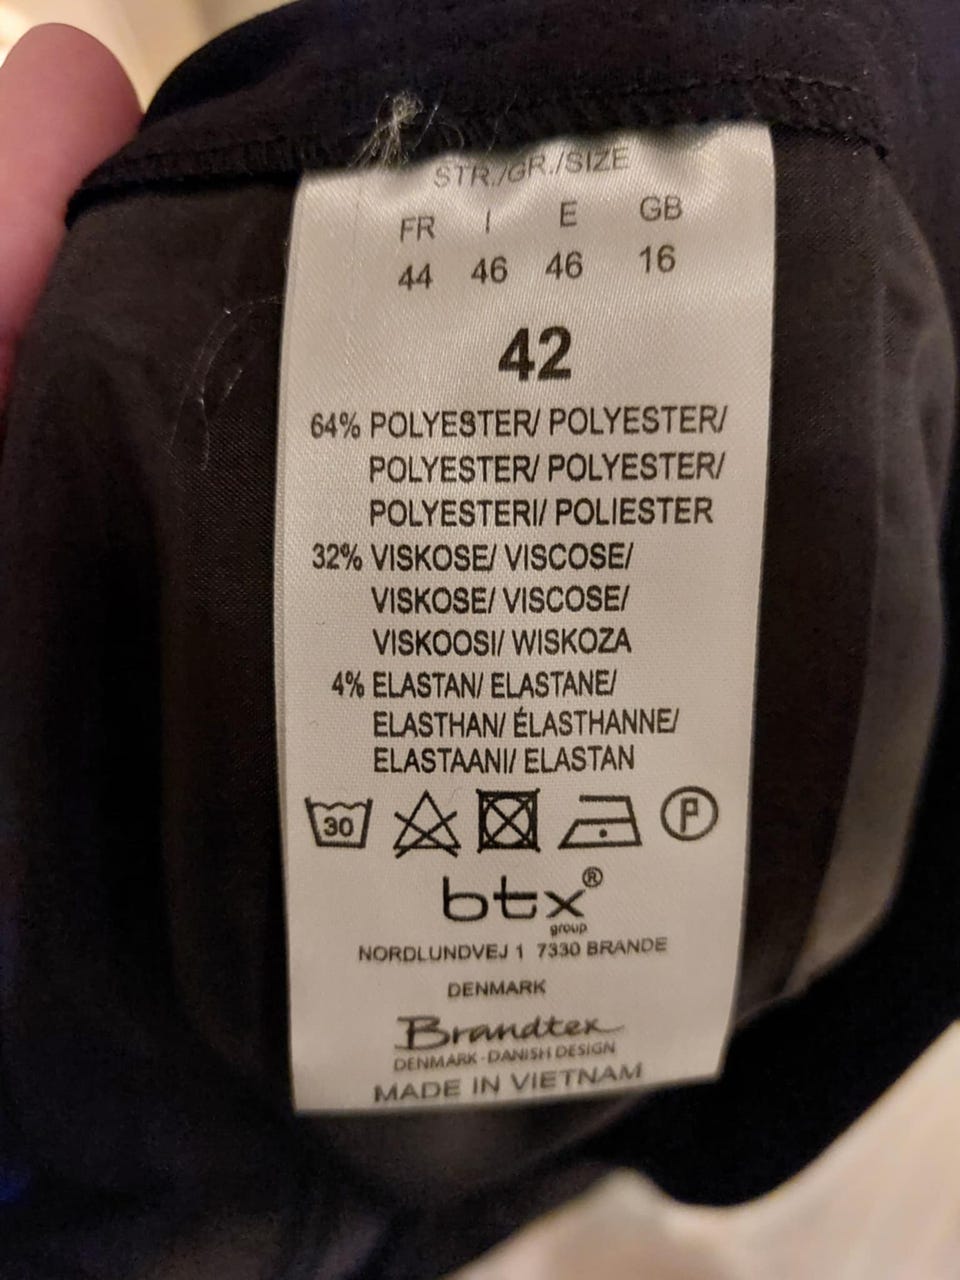 STR./GR./SIZE
FR I E GB
44 46 46 16
42
64% POLYESTER/ POLYESTER/
POLYESTER/ POLYESTER/
POLYESTERI/ POLIESTER
32% VISKOSE/ VISCOSE/
VISKOSE/ VISCOSE/
VISKOOSI/ WISKOZA
4% ELASTAN/ ELASTANE/
ELASTHAN/ ÉLASTHANNE/
ELASTAANI/ ELASTAN
30 P
btx®
group
NORDLUNDVEJ 1 7330 BRANDE
DENMARK
Brandtex
DENMARK - DANISH DESIGN
MADE IN VIETNAM